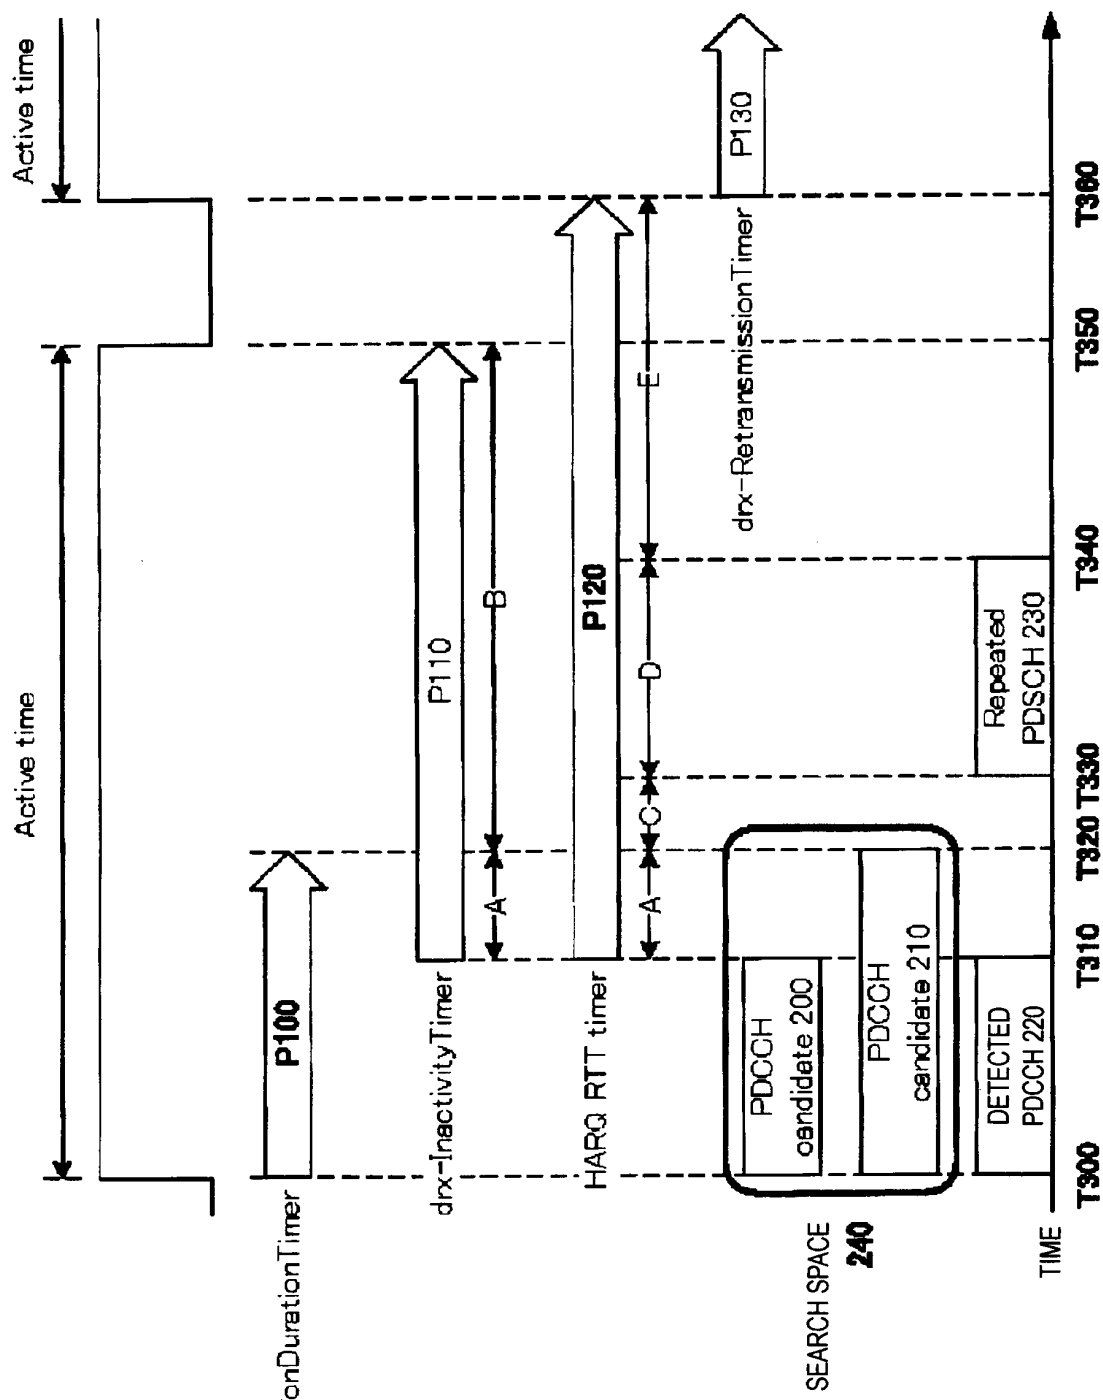 Active time
Active time
onDurationTimer
P100
drx-InactivityTimer
P110
A
B
HARQ RTT timer
P120
A
C
D
E
drx-RetransmissionTimer
P130
SEARCH SPACE
240
PDCCH
candidate 200
PDCCH
candidate 210
DETECTED
PDCCH 220
Repeated
PDSCH 230
TIME
T300
T310
T320
T330
T340
T350
T360